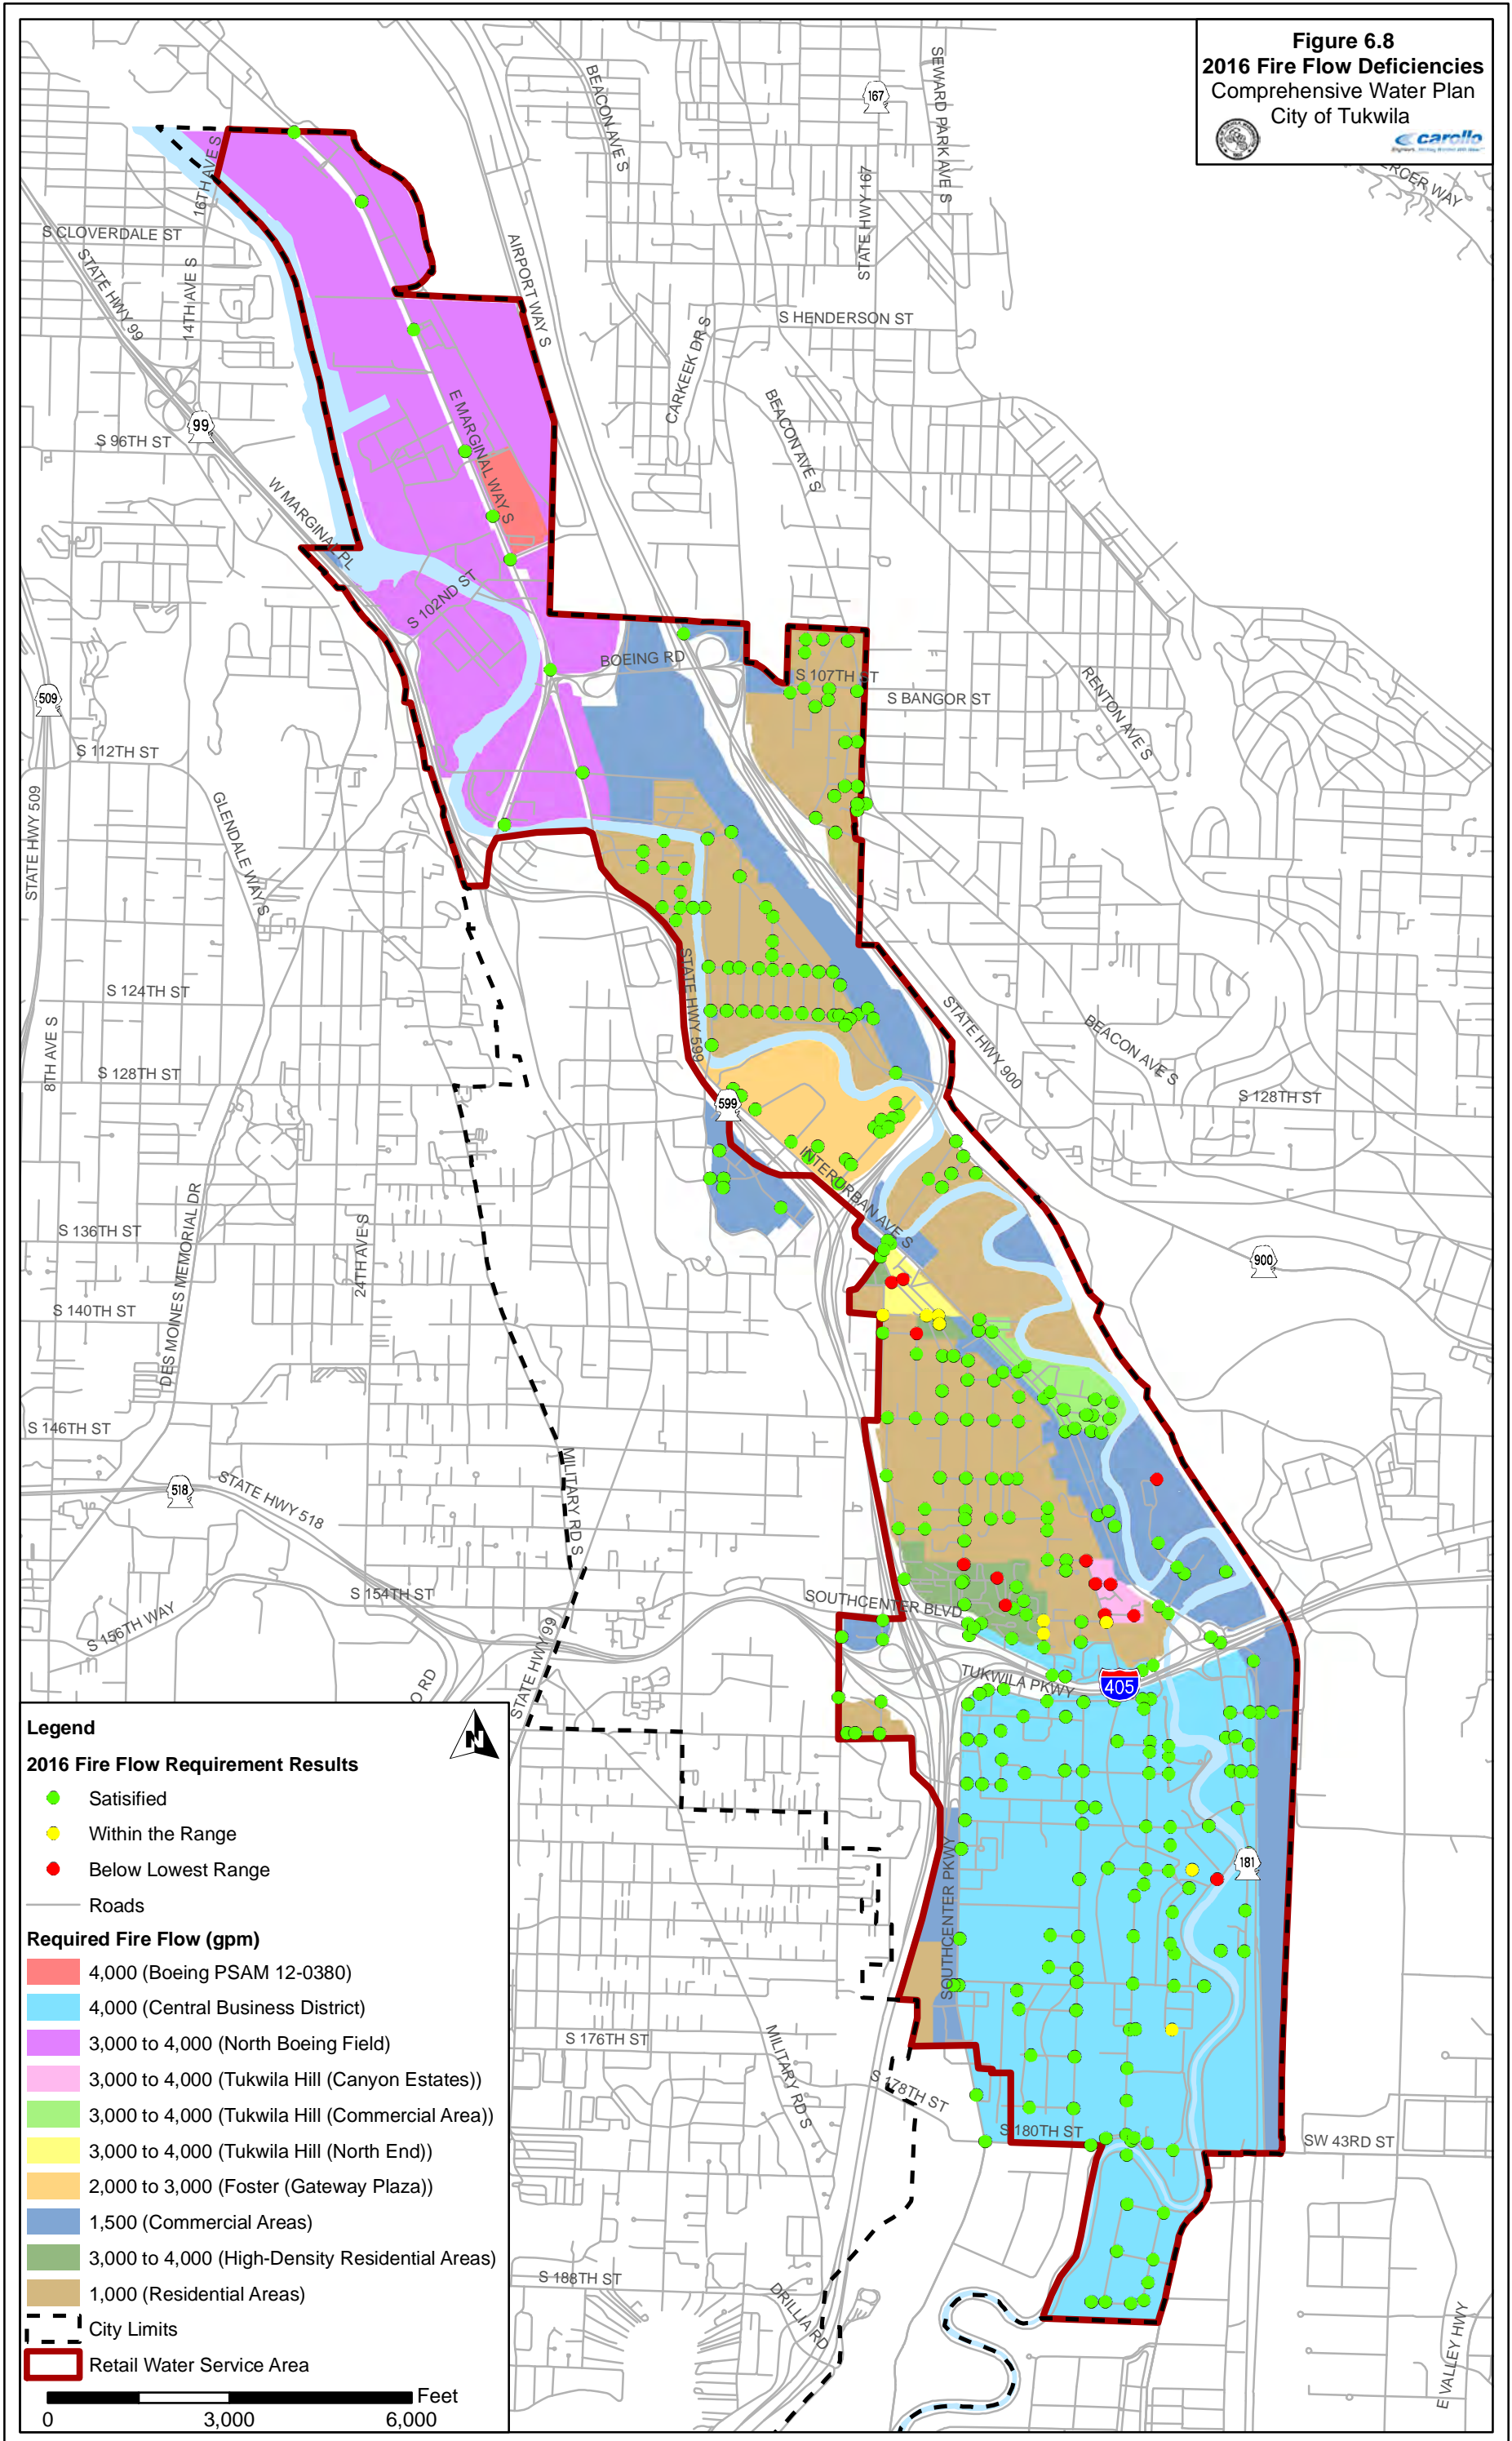 Figure 6.8
2016 Fire Flow Deficiencies
Comprehensive Water Plan
City of Tukwila
carollo
ERCER WAY
BEACON AVE S
167
SEWARD PARK AVE S
STATE HWY 167
16TH AVE S
S CLOVERDALE ST
STATE HWY 99
14TH AVE S
AIRPORT WAY S
S HENDERSON ST
CARKEEK DR S
BEACON AVE S
99
S 96TH ST
E MARGINAL WAY S
W MARGINAL PL
S 102ND ST
BOEING RD
S 107TH ST
S BANGOR ST
RENTON AVE S
509
S 112TH ST
STATE HWY 509
GLENDALE WAY S
STATE HWY 599
S 124TH ST
8TH AVE S
STATE HWY 900
BEACON AVE S
S 128TH ST
S 128TH ST
599
INTERURBAN AVE S
DES MOINES MEMORIAL DR
24TH AVE S
S 136TH ST
900
S 140TH ST
S 146TH ST
518
STATE HWY 518
MILITARY RD S
S 154TH ST
S 156TH WAY
SOUTHCENTER BLVD
STATE HWY 99
O RD
TUKWILA PKWY
405
181
SOUTHCENTER PKWY
S 176TH ST
MILITARY RD S
S 178TH ST
S 180TH ST
SW 43RD ST
S 188TH ST
DRILLIA RD
E VALLEY HWY
Legend
N
2016 Fire Flow Requirement Results
Satisified
Within the Range
Below Lowest Range
Roads
Required Fire Flow (gpm)
4,000 (Boeing PSAM 12-0380)
4,000 (Central Business District)
3,000 to 4,000 (North Boeing Field)
3,000 to 4,000 (Tukwila Hill (Canyon Estates))
3,000 to 4,000 (Tukwila Hill (Commercial Area))
3,000 to 4,000 (Tukwila Hill (North End))
2,000 to 3,000 (Foster (Gateway Plaza))
1,500 (Commercial Areas)
3,000 to 4,000 (High-Density Residential Areas)
1,000 (Residential Areas)
City Limits
Retail Water Service Area
Feet
0 3,000 6,000